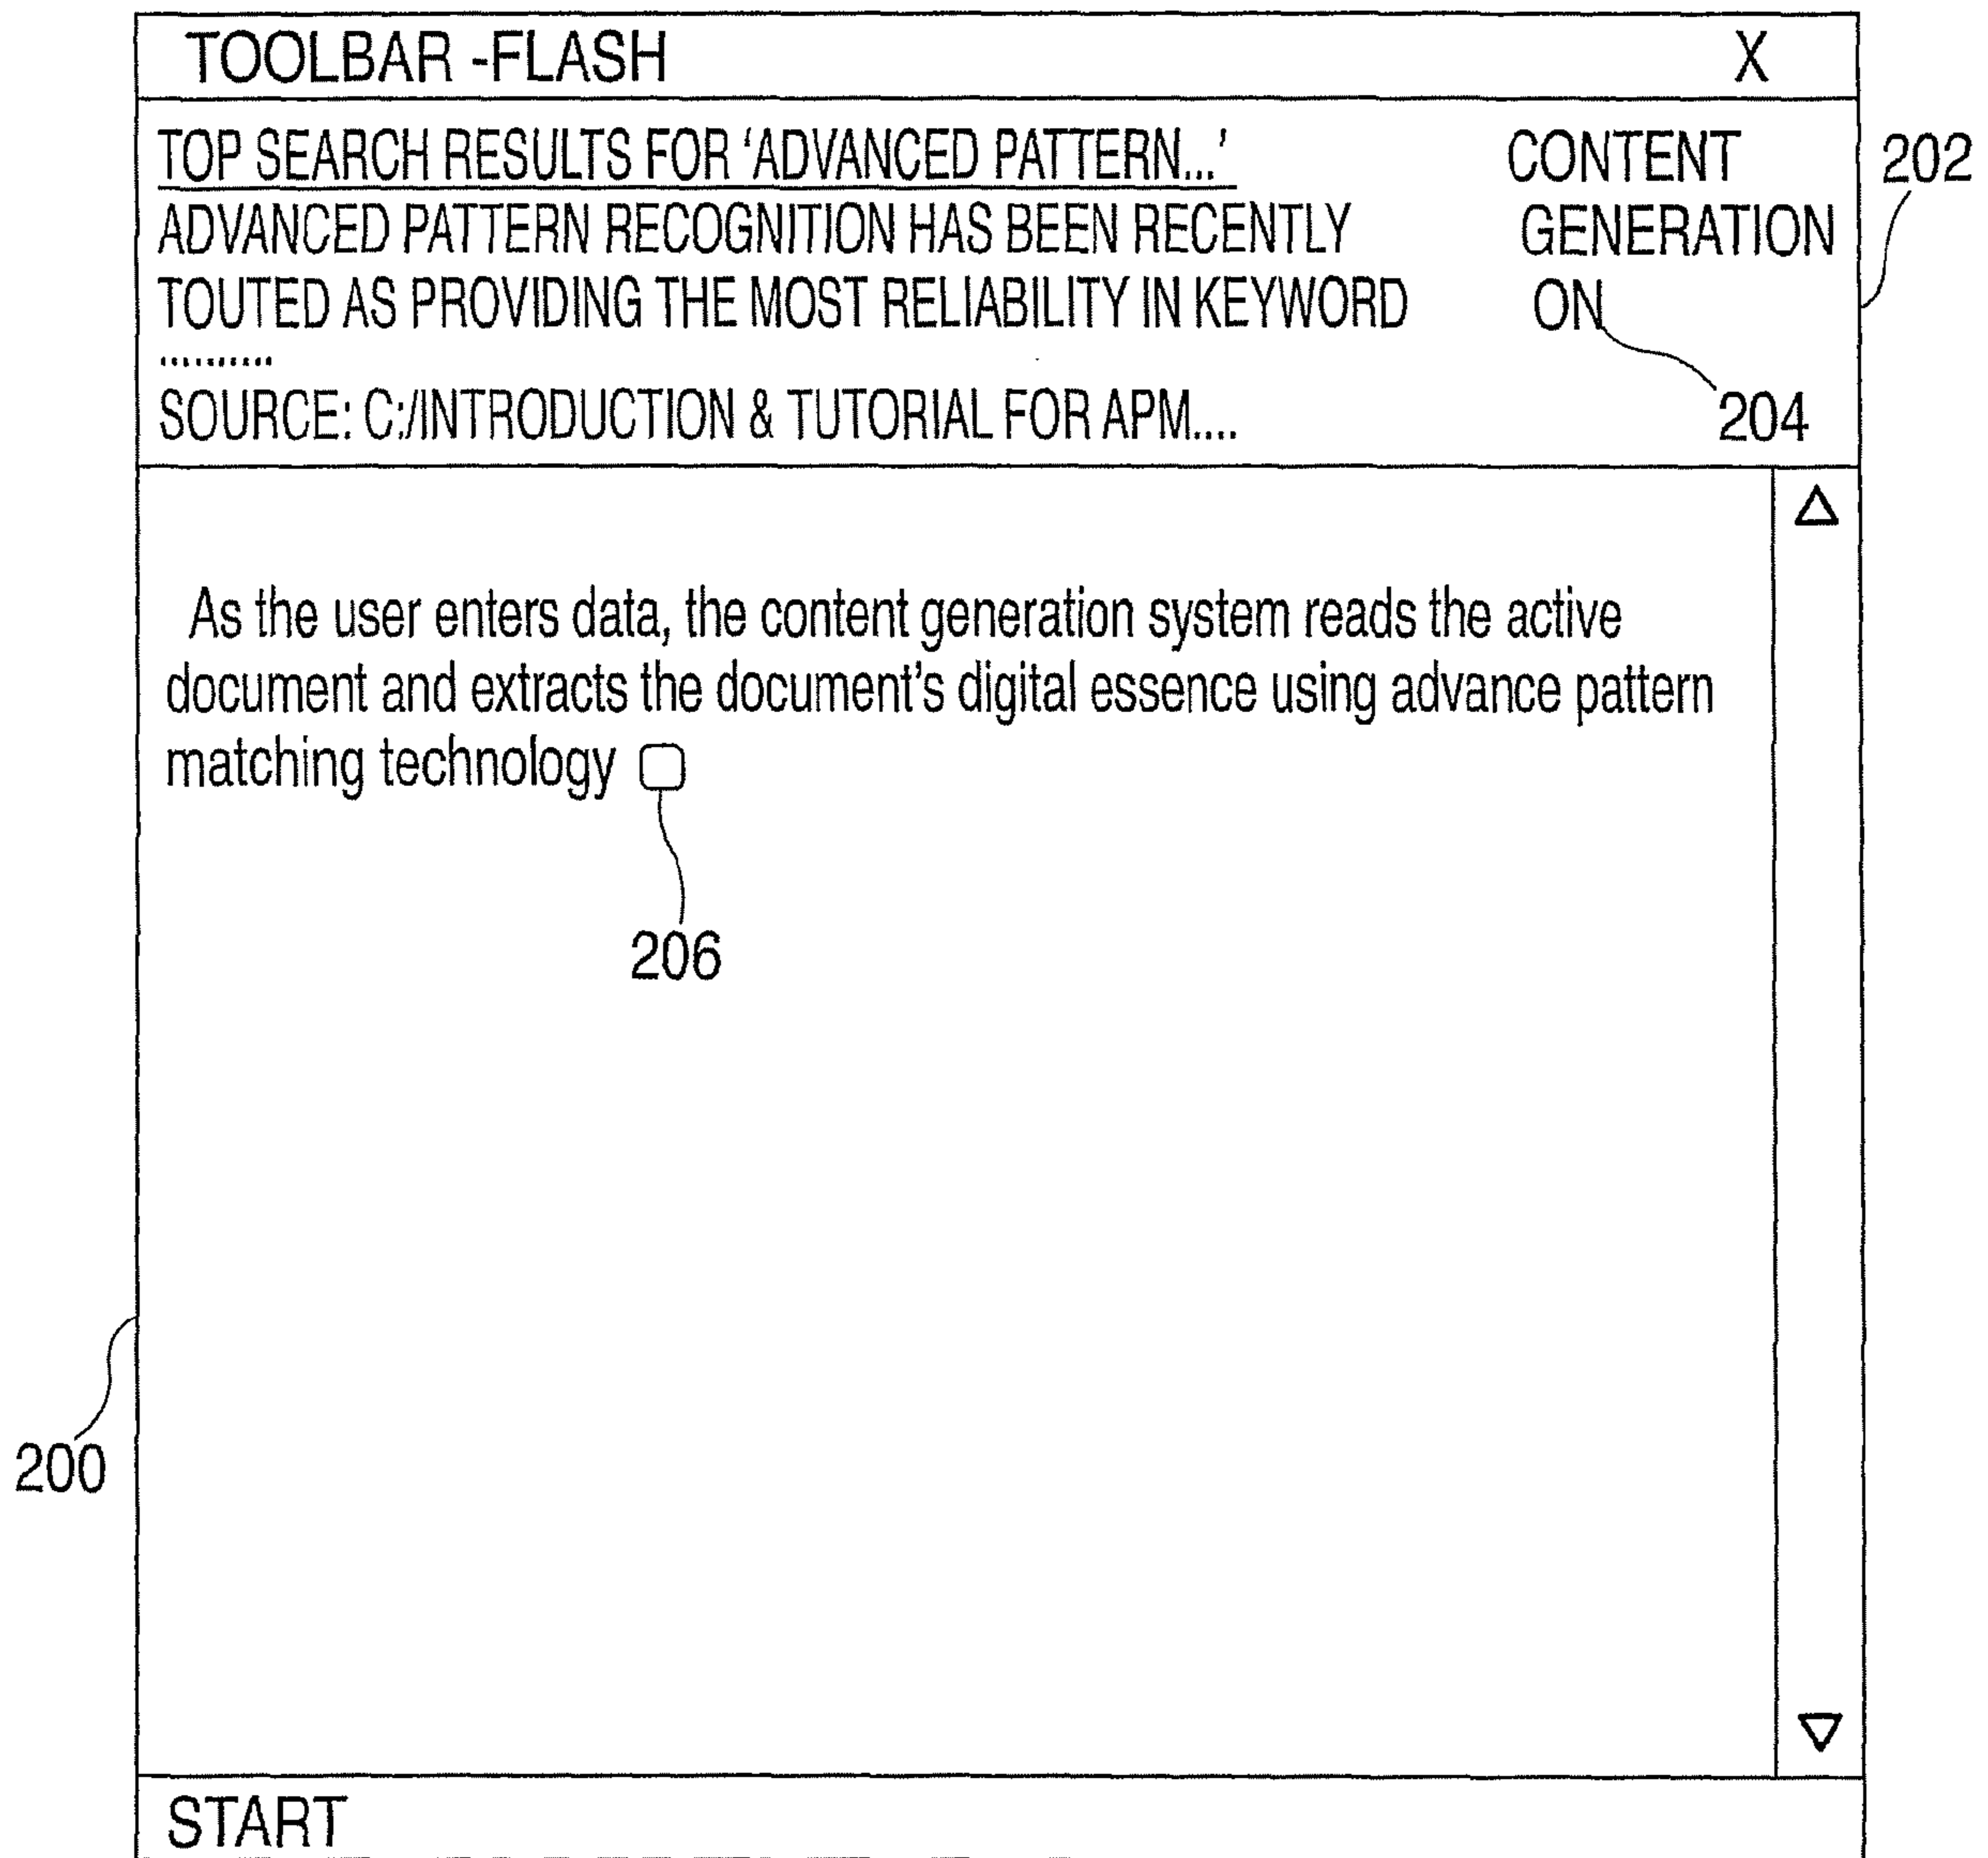 TOOLBAR -FLASH X
TOP SEARCH RESULTS FOR 'ADVANCED PATTERN...' CONTENT
ADVANCED PATTERN RECOGNITION HAS BEEN RECENTLY GENERATION
TOUTED AS PROVIDING THE MOST RELIABILITY IN KEYWORD ON
..........
SOURCE: C:/INTRODUCTION & TUTORIAL FOR APM....
202
204
As the user enters data, the content generation system reads the active
document and extracts the document's digital essence using advance pattern
matching technology
206
200
START